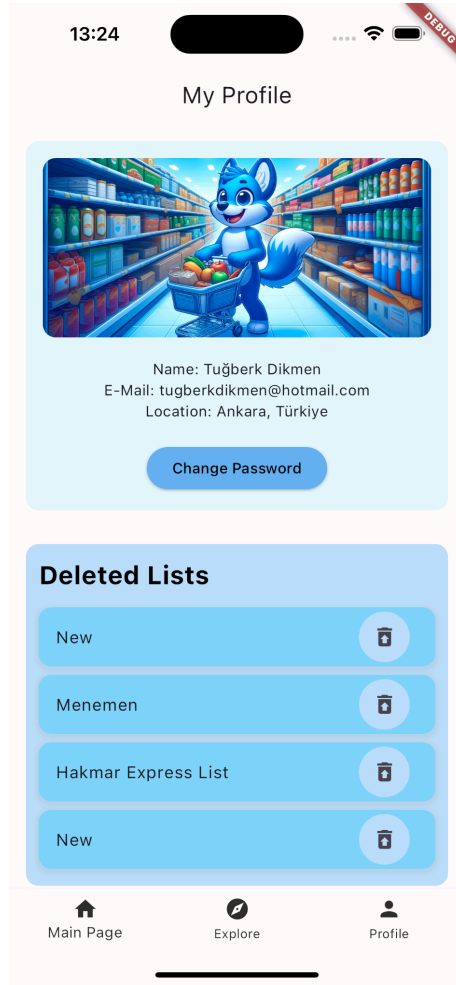 13:24
DEBUG
My Profile
Name: Tuğberk Dikmen
E-Mail: tugberkdikmen@hotmail.com
Location: Ankara, Türkiye
Change Password
Deleted Lists
New
Menemen
Hakmar Express List
New
Main Page
Explore
Profile